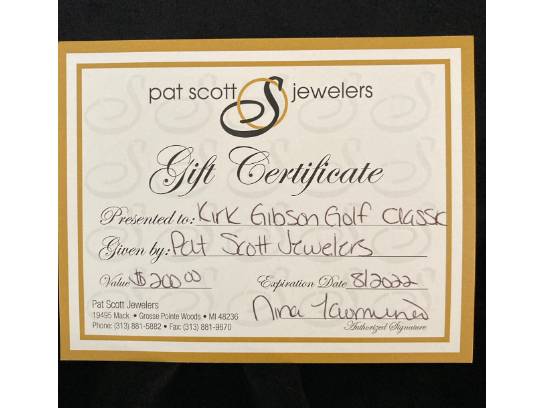 pat scott S jewelers
Gift Certificate
Presented to: Kirk Gibson Golf Classic
Given by: Pat Scott Jewelers
Value $200.00 Expiration Date 8/2022
Pat Scott Jewelers
19495 Mack • Grosse Pointe Woods • MI 48236
Phone: (313) 881-5882 • Fax (313) 881-9670
Nina
Authorized Signature